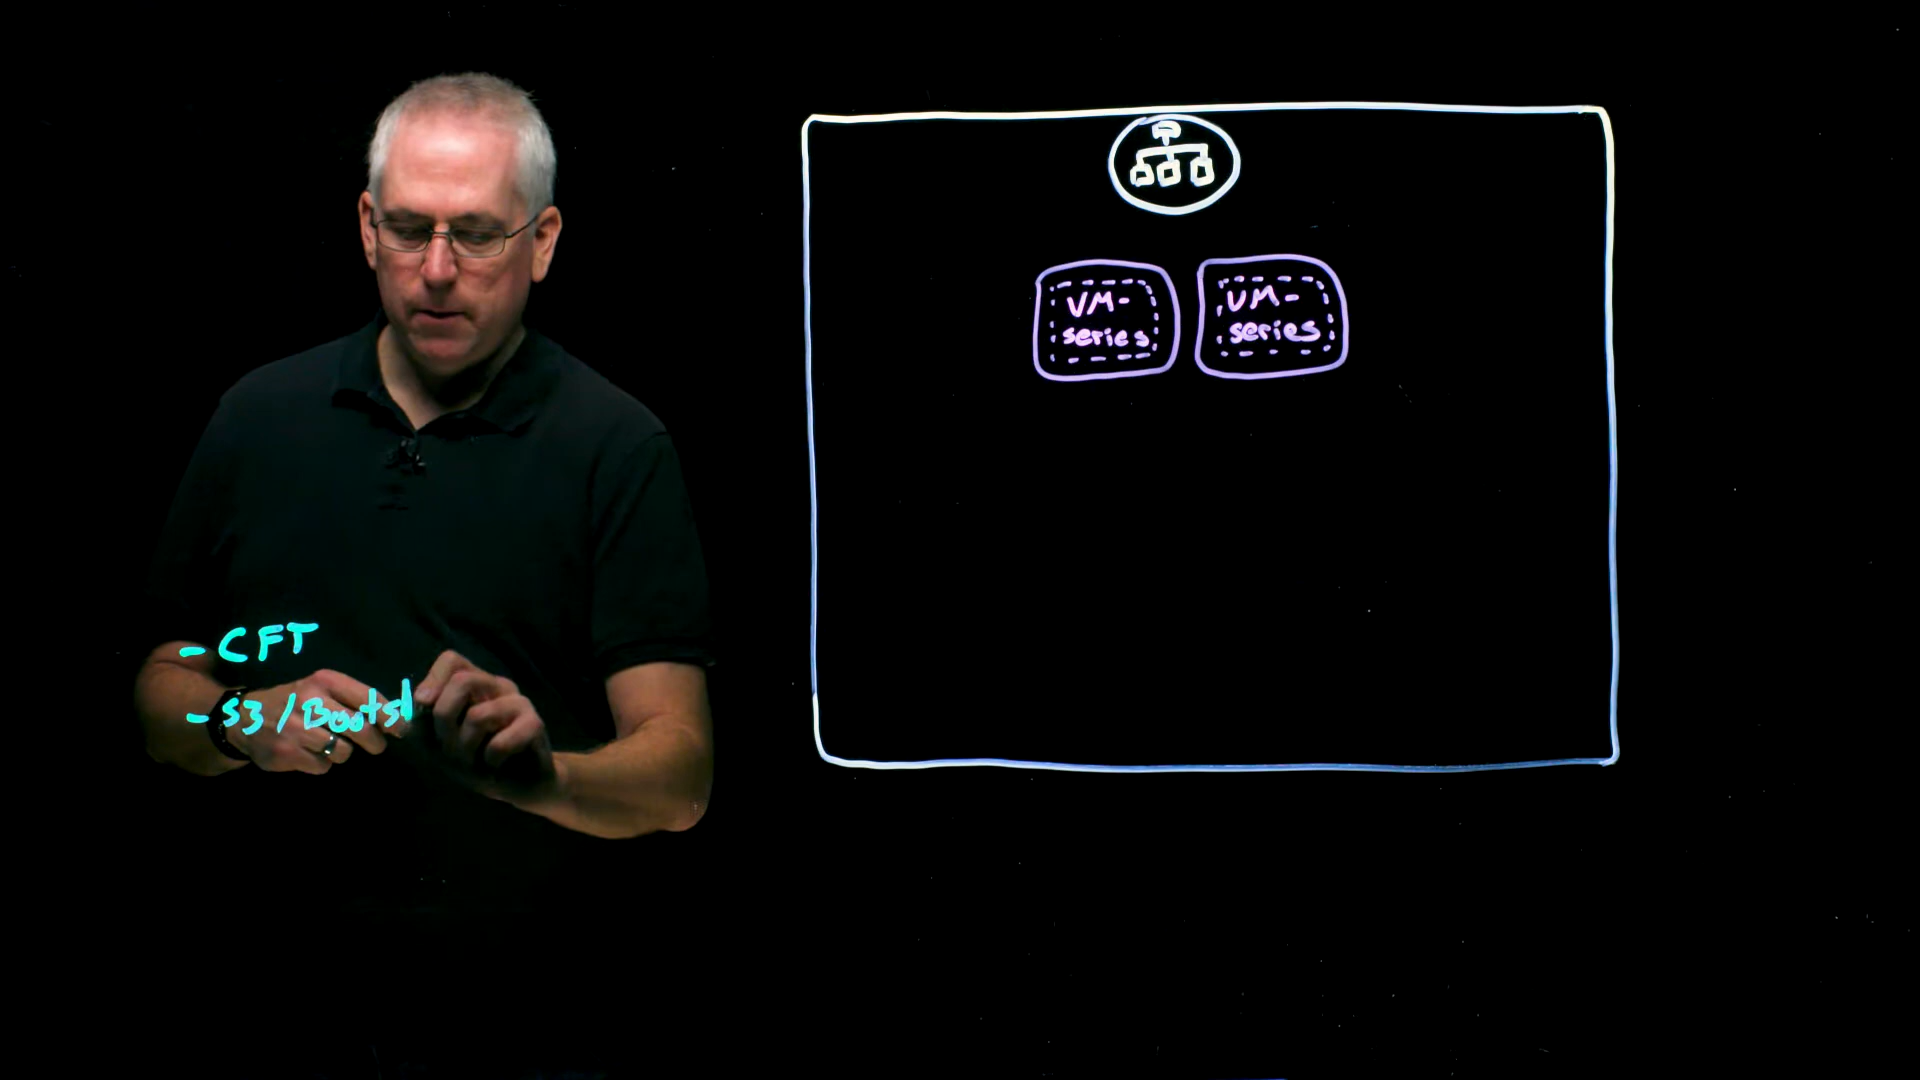 VM-
series
VM-
series
- CFT
- S3/Bootst